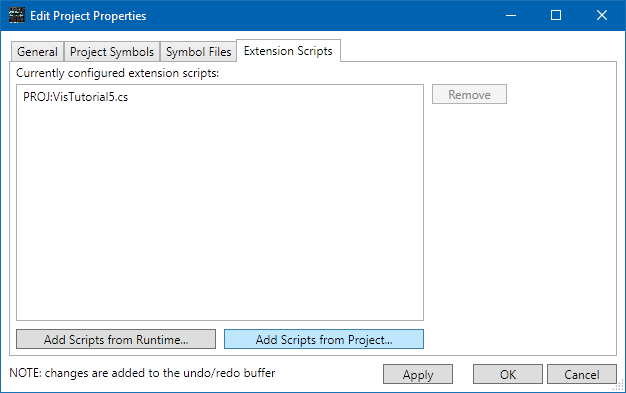 Edit Project Properties
General
Project Symbols
Symbol Files
Extension Scripts
Currently configured extension scripts:
PROJ:VisTutorial5.cs
Remove
Add Scripts from Runtime...
Add Scripts from Project...
NOTE: changes are added to the undo/redo buffer
Apply
OK
Cancel